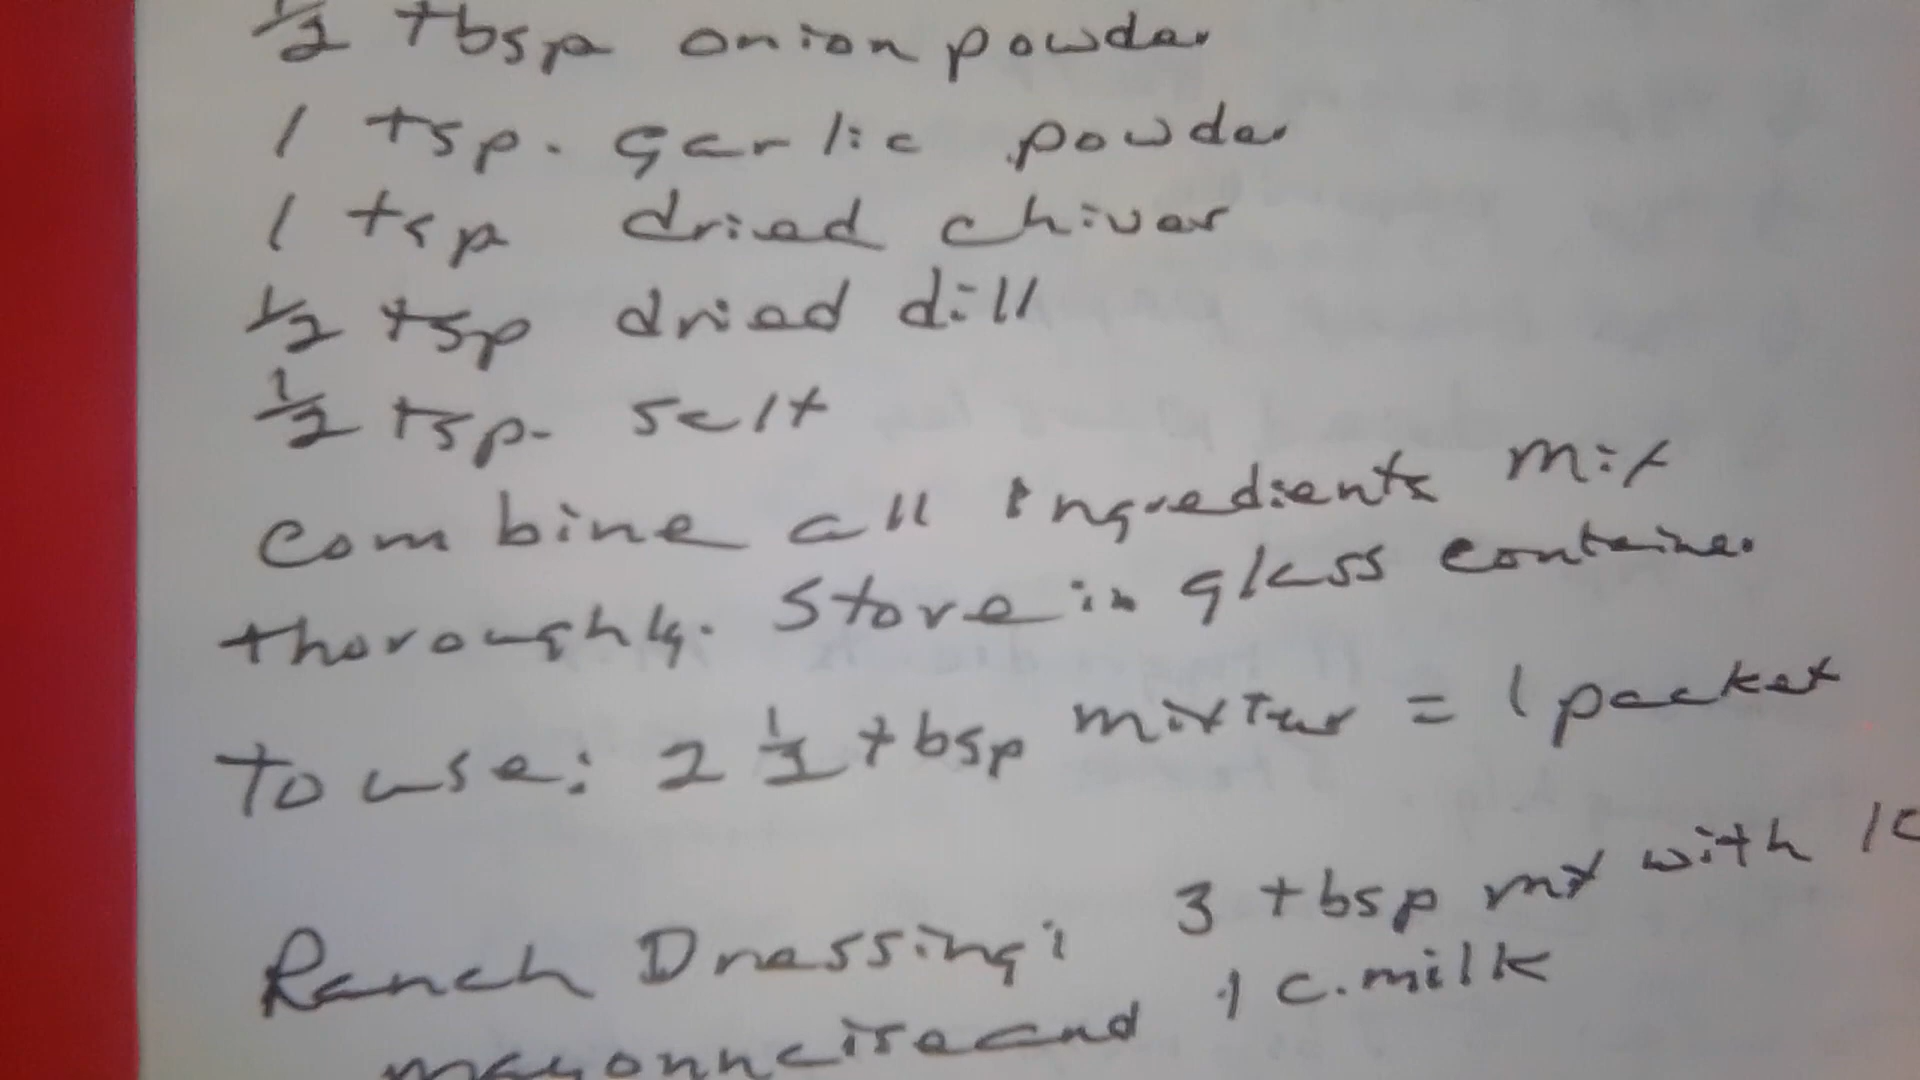 1/2 tbsp onion powder
1 tsp. garlic powder
1 tsp dried chives
1/2 tsp dried dill
1/2 tsp. salt
Combine all Ingredients mix
thoroughly. Store in glass container
To use: 2 1/2 tbsp mixture = 1 packet
Ranch Dressing: 3 tbsp mix with 1c
mayonnaise and 1 c. milk